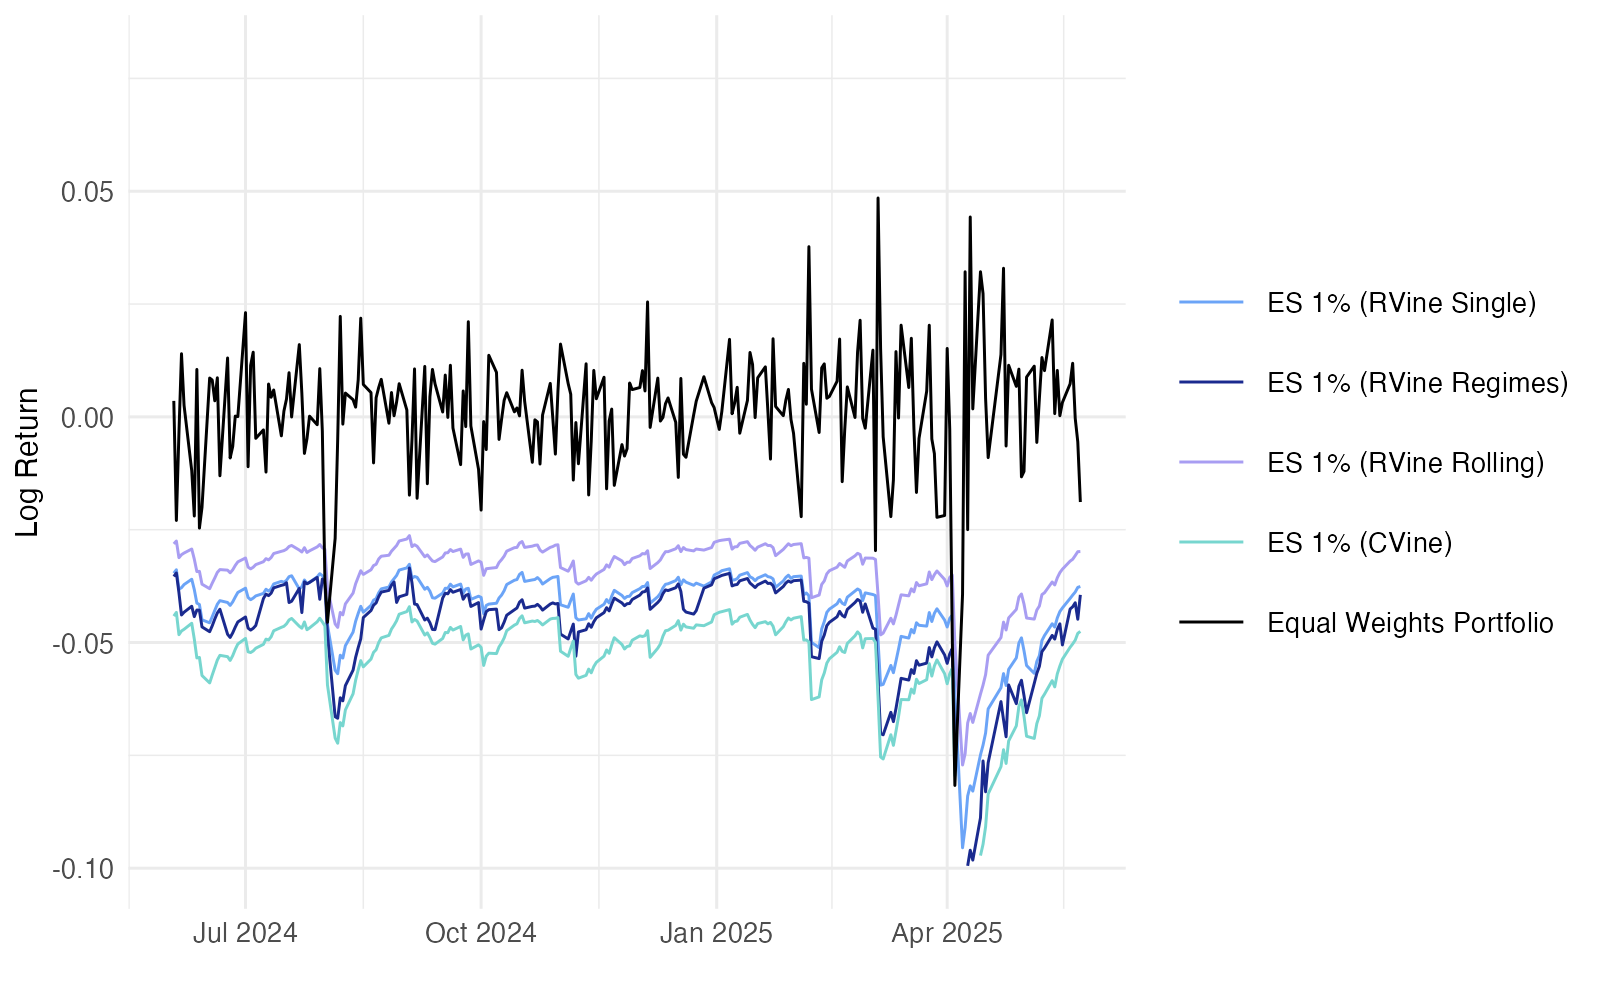 Log Return
0.05
0.00
-0.05
-0.10
Jul 2024
Oct 2024
Jan 2025
Apr 2025
ES 1% (RVine Single)
ES 1% (RVine Regimes)
ES 1% (RVine Rolling)
ES 1% (CVine)
Equal Weights Portfolio